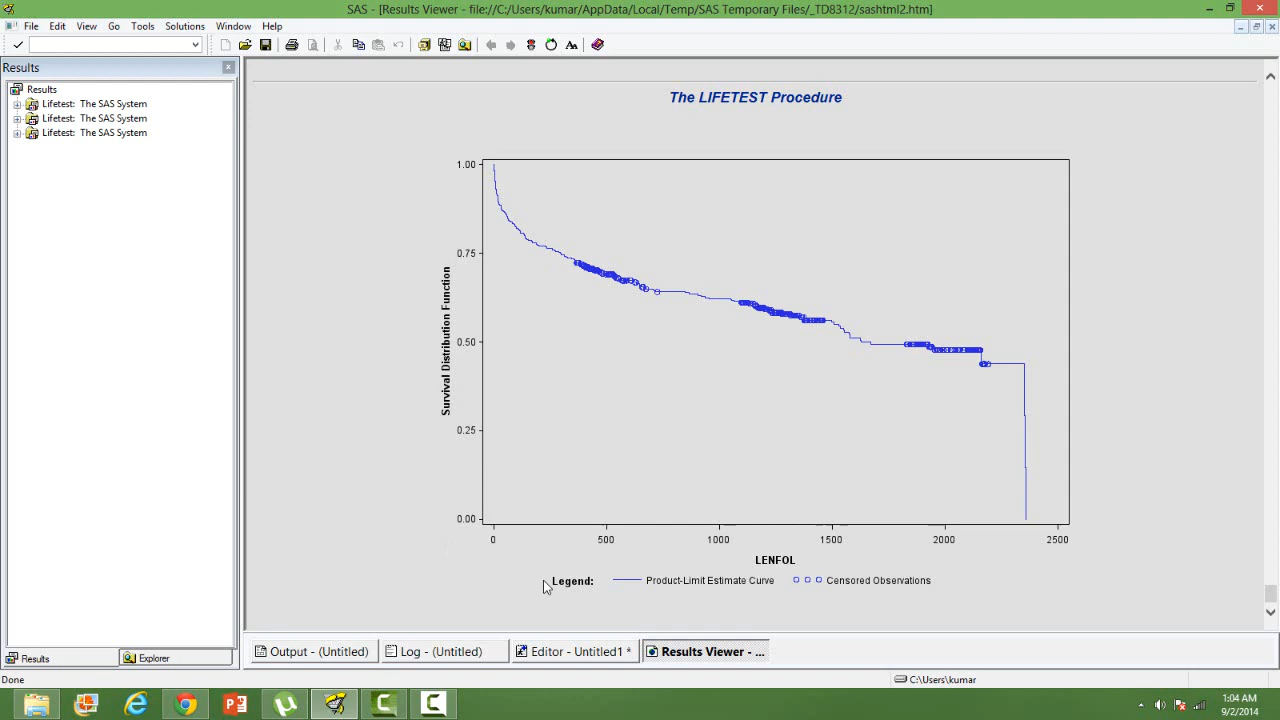 SAS - [Results Viewer - file://C:/Users/kumar/AppData/Local/Temp/SAS Temporary Files/_TD8312/sashtml2.htm]
File Edit View Go Tools Solutions Window Help
Results
Results
Lifetest: The SAS System
Lifetest: The SAS System
Lifetest: The SAS System
The LIFETEST Procedure
1.00
0.75
0.50
0.25
0.00
Survival Distribution Function
0 500 1000 1500 2000 2500
LENFOL
Legend: Product-Limit Estimate Curve Censored Observations
Results Explorer
Output - (Untitled) Log - (Untitled) Editor - Untitled1 * Results Viewer - ...
Done C:\Users\kumar
1:04 AM
9/2/2014